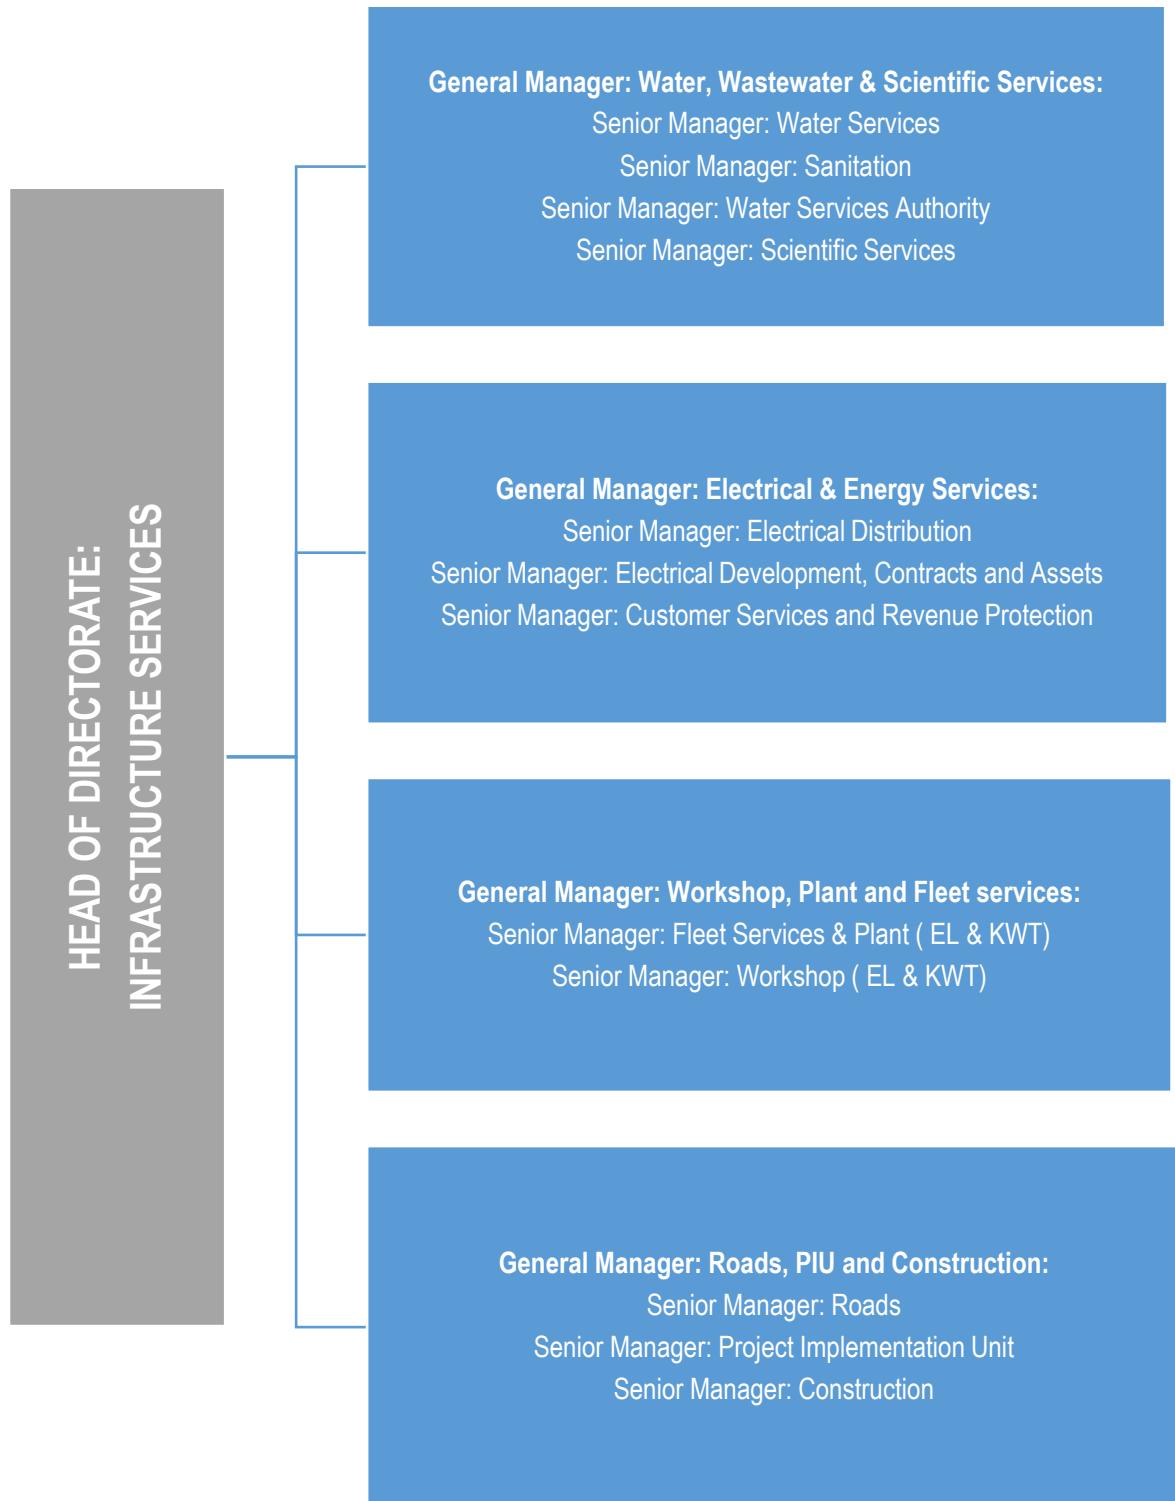 HEAD OF DIRECTORATE:
INFRASTRUCTURE SERVICES
General Manager: Water, Wastewater & Scientific Services:
Senior Manager: Water Services
Senior Manager: Sanitation
Senior Manager: Water Services Authority
Senior Manager: Scientific Services
General Manager: Electrical & Energy Services:
Senior Manager: Electrical Distribution
Senior Manager: Electrical Development, Contracts and Assets
Senior Manager: Customer Services and Revenue Protection
General Manager: Workshop, Plant and Fleet services:
Senior Manager: Fleet Services & Plant ( EL & KWT)
Senior Manager: Workshop ( EL & KWT)
General Manager: Roads, PIU and Construction:
Senior Manager: Roads
Senior Manager: Project Implementation Unit
Senior Manager: Construction